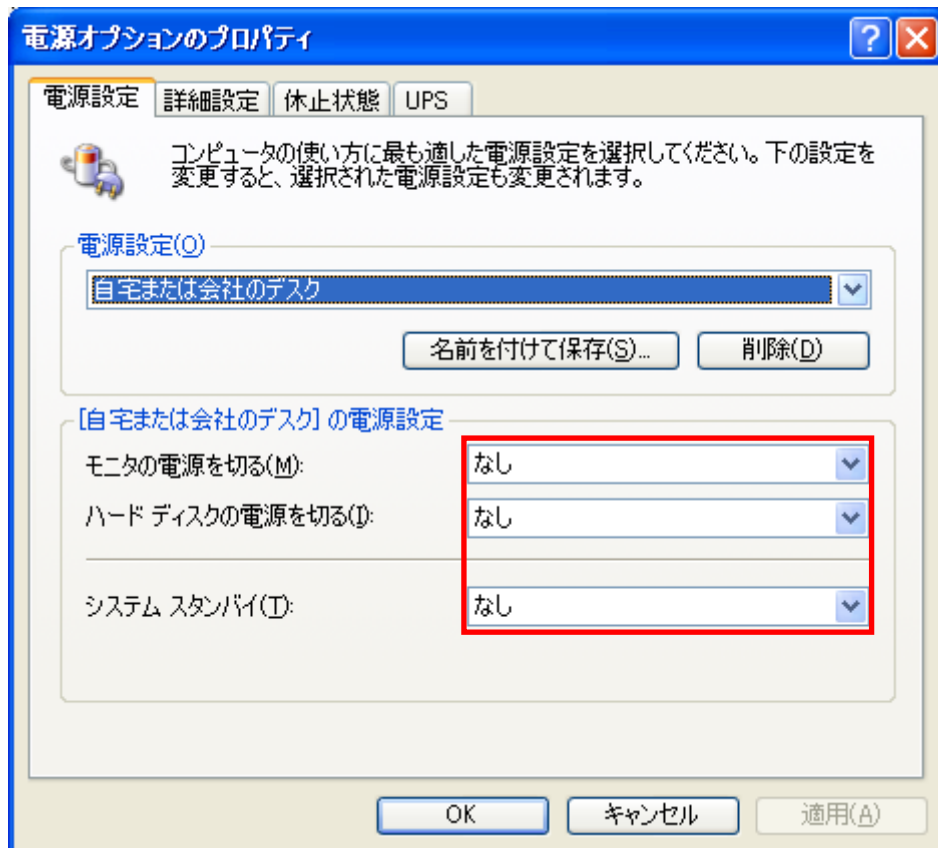 電源オプションのプロパティ
電源設定 詳細設定 休止状態 UPS
コンピュータの使い方に最も適した電源設定を選択してください。下の設定を
変更すると、選択された電源設定も変更されます。
電源設定(O)
自宅または会社のデスク
名前を付けて保存(S)... 削除(D)
[自宅または会社のデスク] の電源設定
モニタの電源を切る(M): なし
ハード ディスクの電源を切る(I): なし
システム スタンバイ(T): なし
OK キャンセル 適用(A)